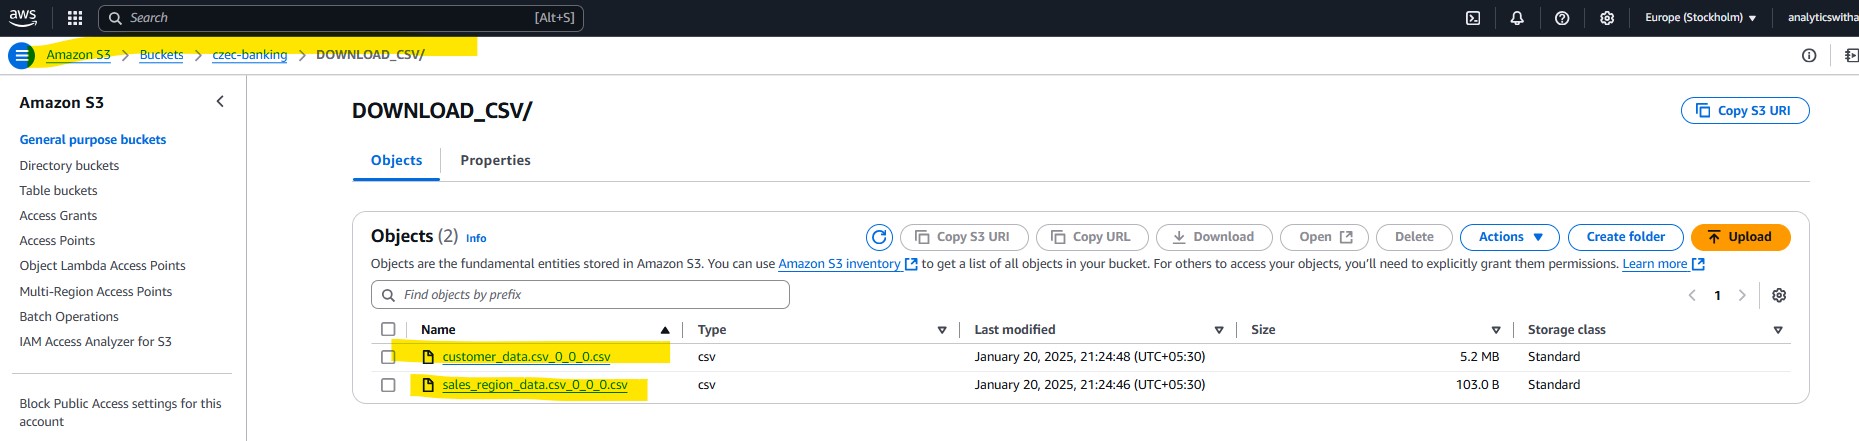 aws Search [Alt+S] Europe (Stockholm) analyticswitha
Amazon S3 > Buckets > czec-banking > DOWNLOAD_CSV/
Amazon S3
General purpose buckets
Directory buckets
Table buckets
Access Grants
Access Points
Object Lambda Access Points
Multi-Region Access Points
Batch Operations
IAM Access Analyzer for S3
Block Public Access settings for this
account
DOWNLOAD_CSV/
Copy S3 URI
Objects Properties
Objects (2) Info
Copy S3 URI Copy URL Download Open Delete Actions Create folder Upload
Objects are the fundamental entities stored in Amazon S3. You can use Amazon S3 inventory to get a list of all objects in your bucket. For others to access your objects, you'll need to explicitly grant them permissions. Learn more
Find objects by prefix
1
Name Type Last modified Size Storage class
customer_data.csv_0_0_0.csv csv January 20, 2025, 21:24:48 (UTC+05:30) 5.2 MB Standard
sales_region_data.csv_0_0_0.csv csv January 20, 2025, 21:24:46 (UTC+05:30) 103.0 B Standard